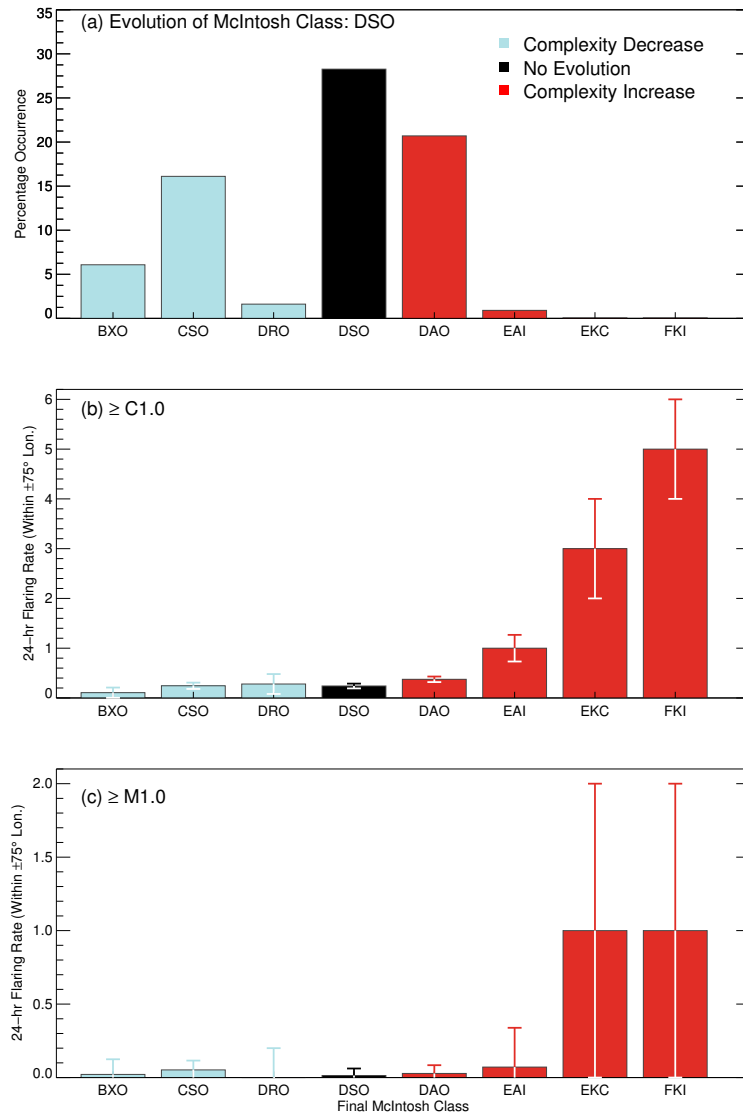 (a) Evolution of McIntosh Class: DSO
Complexity Decrease
No Evolution
Complexity Increase
Percentage Occurrence
35
30
25
20
15
10
5
0
BXO CSO DRO DSO DAO EAI EKC FKI
(b) ≥ C1.0
24−hr Flaring Rate (Within ±75° Lon.)
6
5
4
3
2
1
0
BXO CSO DRO DSO DAO EAI EKC FKI
(c) ≥ M1.0
24−hr Flaring Rate (Within ±75° Lon.)
2.0
1.5
1.0
0.5
0.0
BXO CSO DRO DSO DAO EAI EKC FKI
Final McIntosh Class